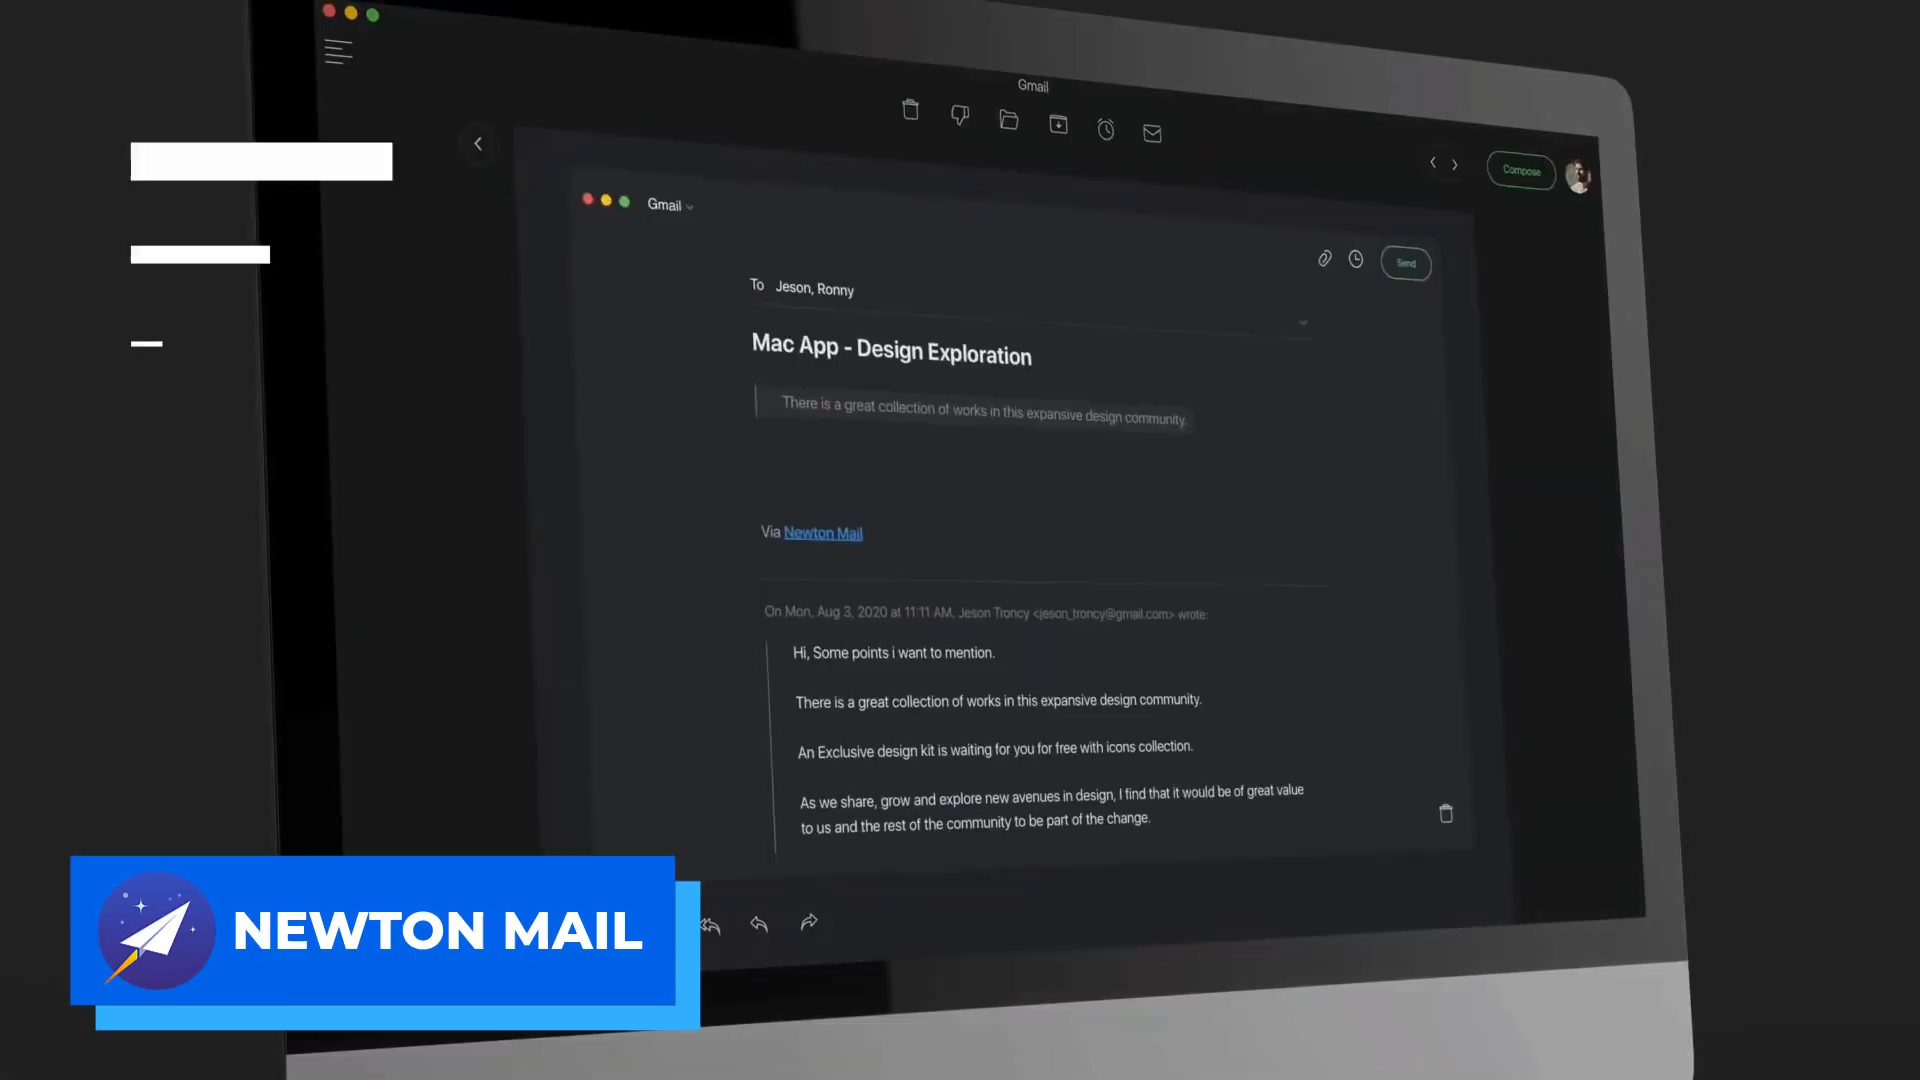 Gmail
Compose
Gmail
Send
To Jeson, Ronny
Mac App - Design Exploration
There is a great collection of works in this expansive design community.
Via Newton Mail
On Mon, Aug 3, 2020 at 11:11 AM, Jeson Troncy <jeson_troncy@gmail.com> wrote:
Hi, Some points i want to mention.
There is a great collection of works in this expansive design community.
An Exclusive design kit is waiting for you for free with icons collection.
As we share, grow and explore new avenues in design, I find that it would be of great value
to us and the rest of the community to be part of the change.
NEWTON MAIL